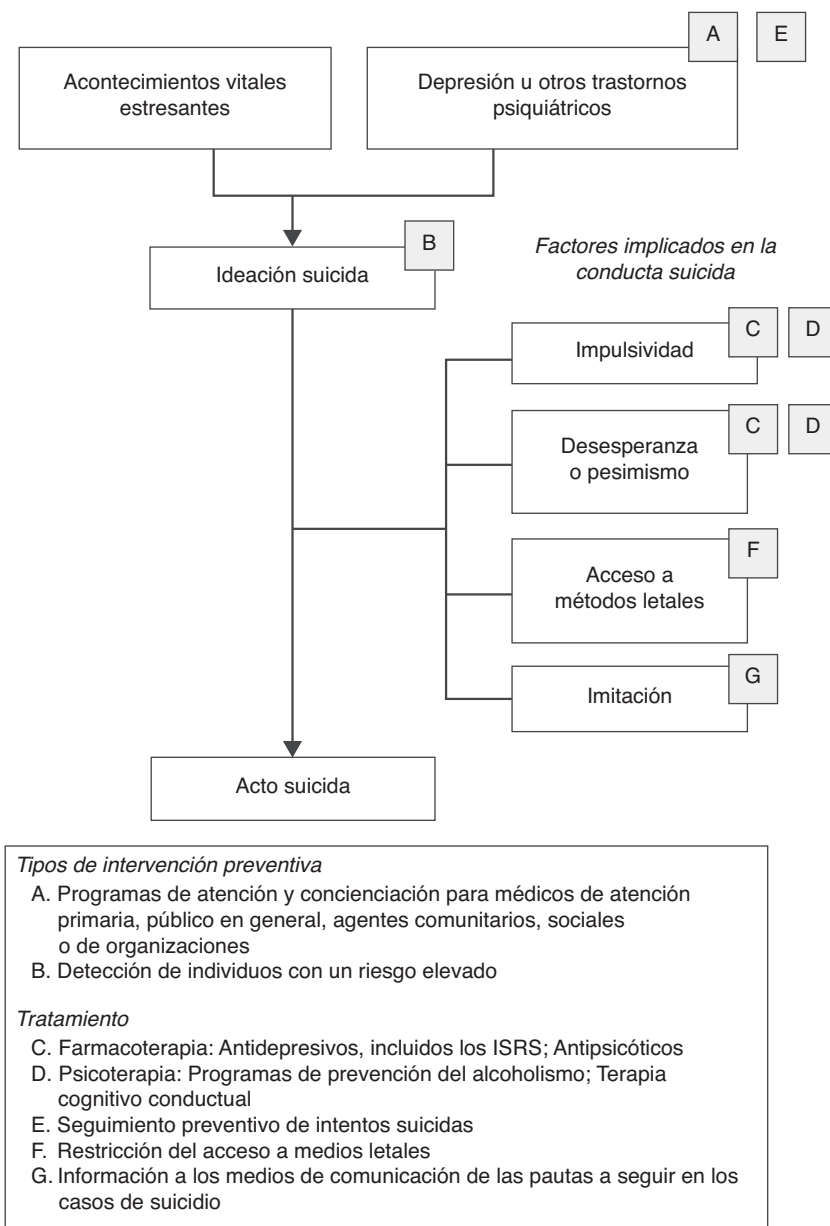 A
E
Acontecimientos vitales
estresantes
Depresión u otros trastornos
psiquiátricos
B
Ideación suicida
Factores implicados en la
conducta suicida
C
D
Impulsividad
C
D
Desesperanza
o pesimismo
F
Acceso a
métodos letales
G
Imitación
Acto suicida
Tipos de intervención preventiva
A. Programas de atención y concienciación para médicos de atención
primaria, público en general, agentes comunitarios, sociales
o de organizaciones
B. Detección de individuos con un riesgo elevado
Tratamiento
C. Farmacoterapia: Antidepresivos, incluidos los ISRS; Antipsicóticos
D. Psicoterapia: Programas de prevención del alcoholismo; Terapia
cognitivo conductual
E. Seguimiento preventivo de intentos suicidas
F. Restricción del acceso a medios letales
G. Información a los medios de comunicación de las pautas a seguir en los
casos de suicidio